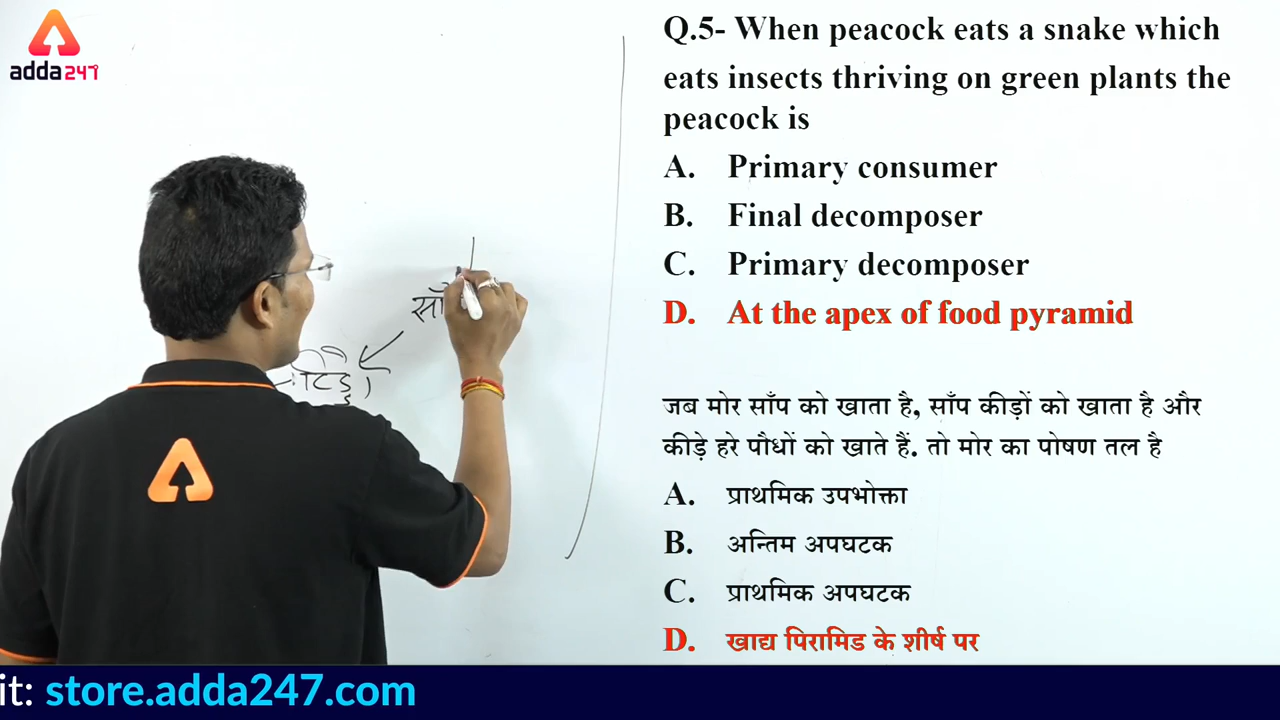 adda247
Q.5- When peacock eats a snake which
eats insects thriving on green plants the
peacock is
A. Primary consumer
B. Final decomposer
C. Primary decomposer
D. At the apex of food pyramid
जब मोर साँप को खाता है, साँप कीड़ों को खाता है और
कीड़े हरे पौधों को खाते हैं. तो मोर का पोषण तल है
A. प्राथमिक उपभोक्ता
B. अन्तिम अपघटक
C. प्राथमिक अपघटक
D. खाद्य पिरामिड के शीर्ष पर
it: store.adda247.com